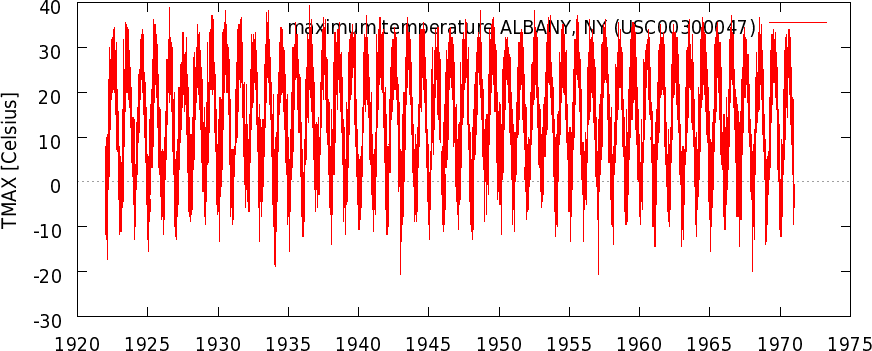 maximum temperature ALBANY, NY (USC00300047)
TMAX [Celsius]
40
30
20
10
0
-10
-20
-30
1920 1925 1930 1935 1940 1945 1950 1955 1960 1965 1970 1975